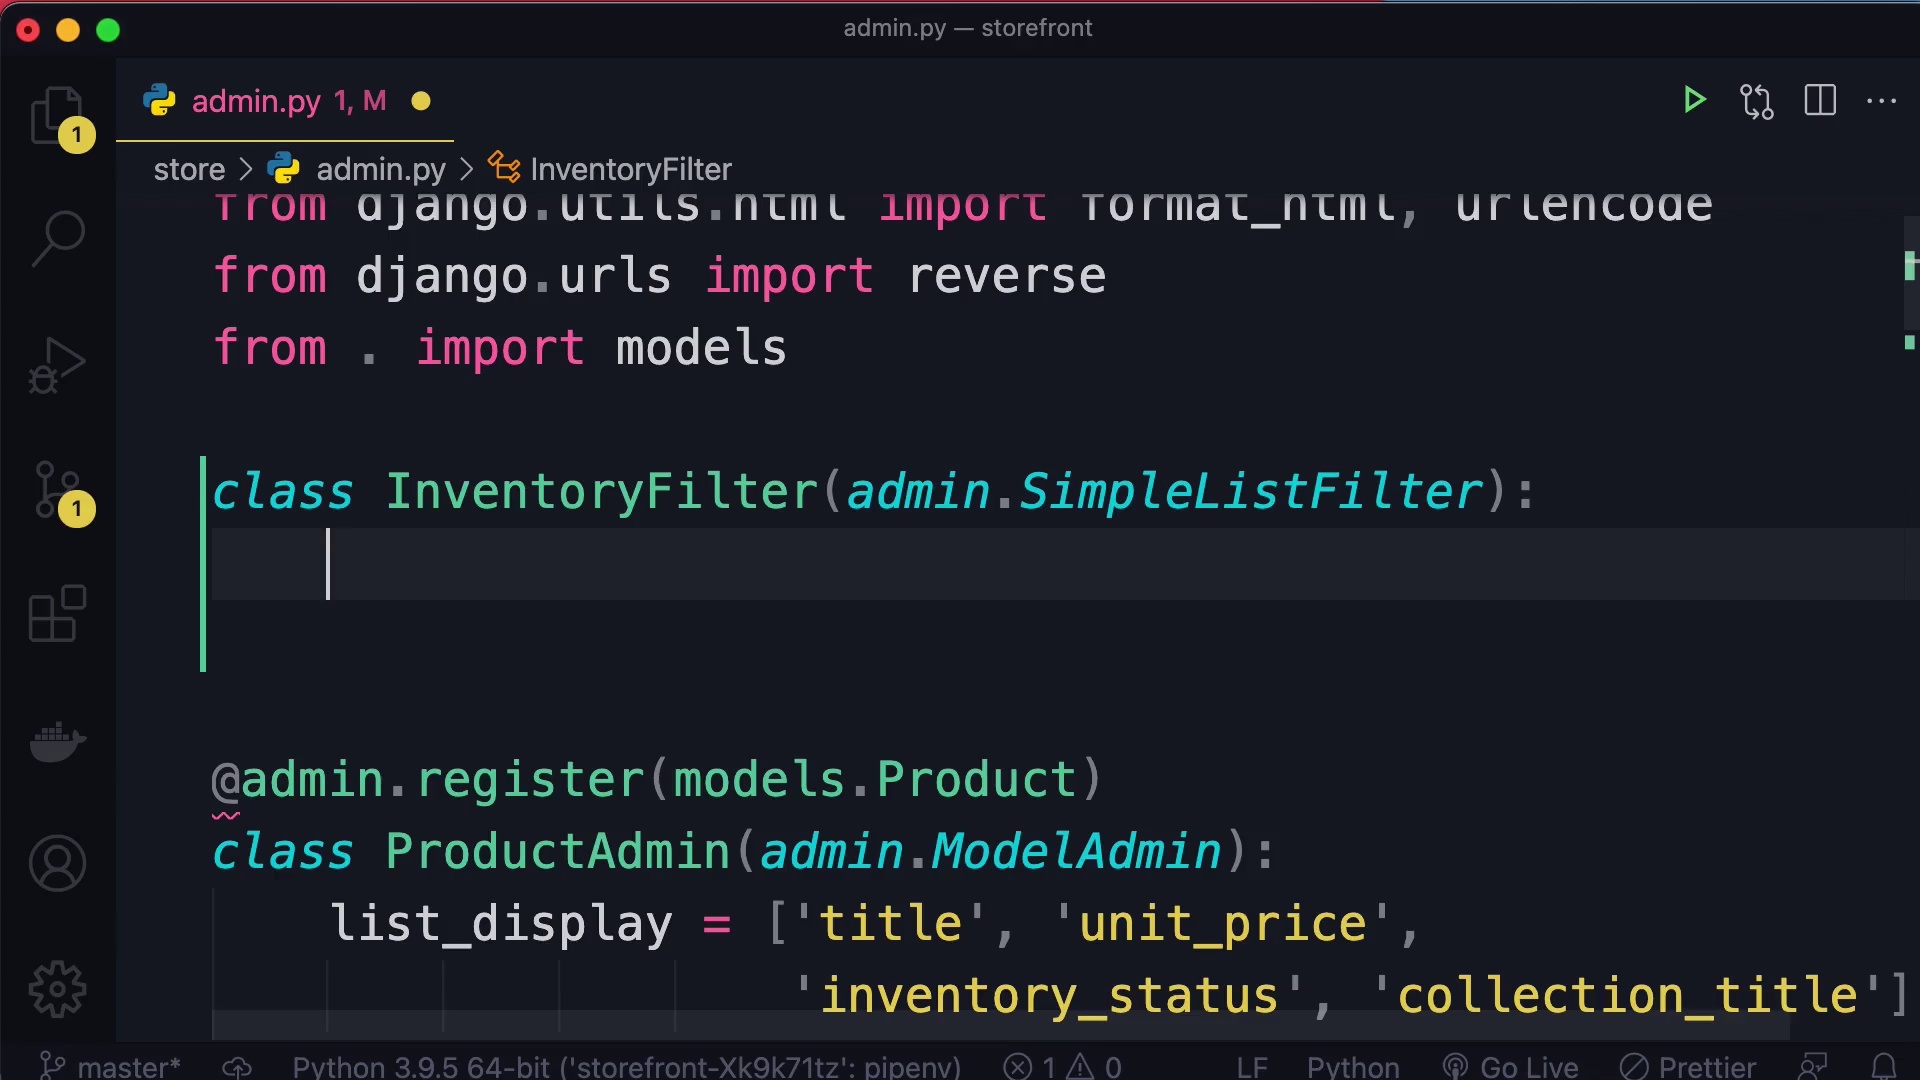 admin.py — storefront
admin.py 1, M
1
store > admin.py > InventoryFilter
from django.utils.html import format_html, urlencode
from django.urls import reverse
from . import models
class InventoryFilter(admin.SimpleListFilter):
1
@admin.register(models.Product)
class ProductAdmin(admin.ModelAdmin):
list_display = ['title', 'unit_price',
'inventory_status', 'collection_title']
master* Python 3.9.5 64-bit ('storefront-Xk9k71tz': pipenv) 1 0 LF Python Go Live Prettier